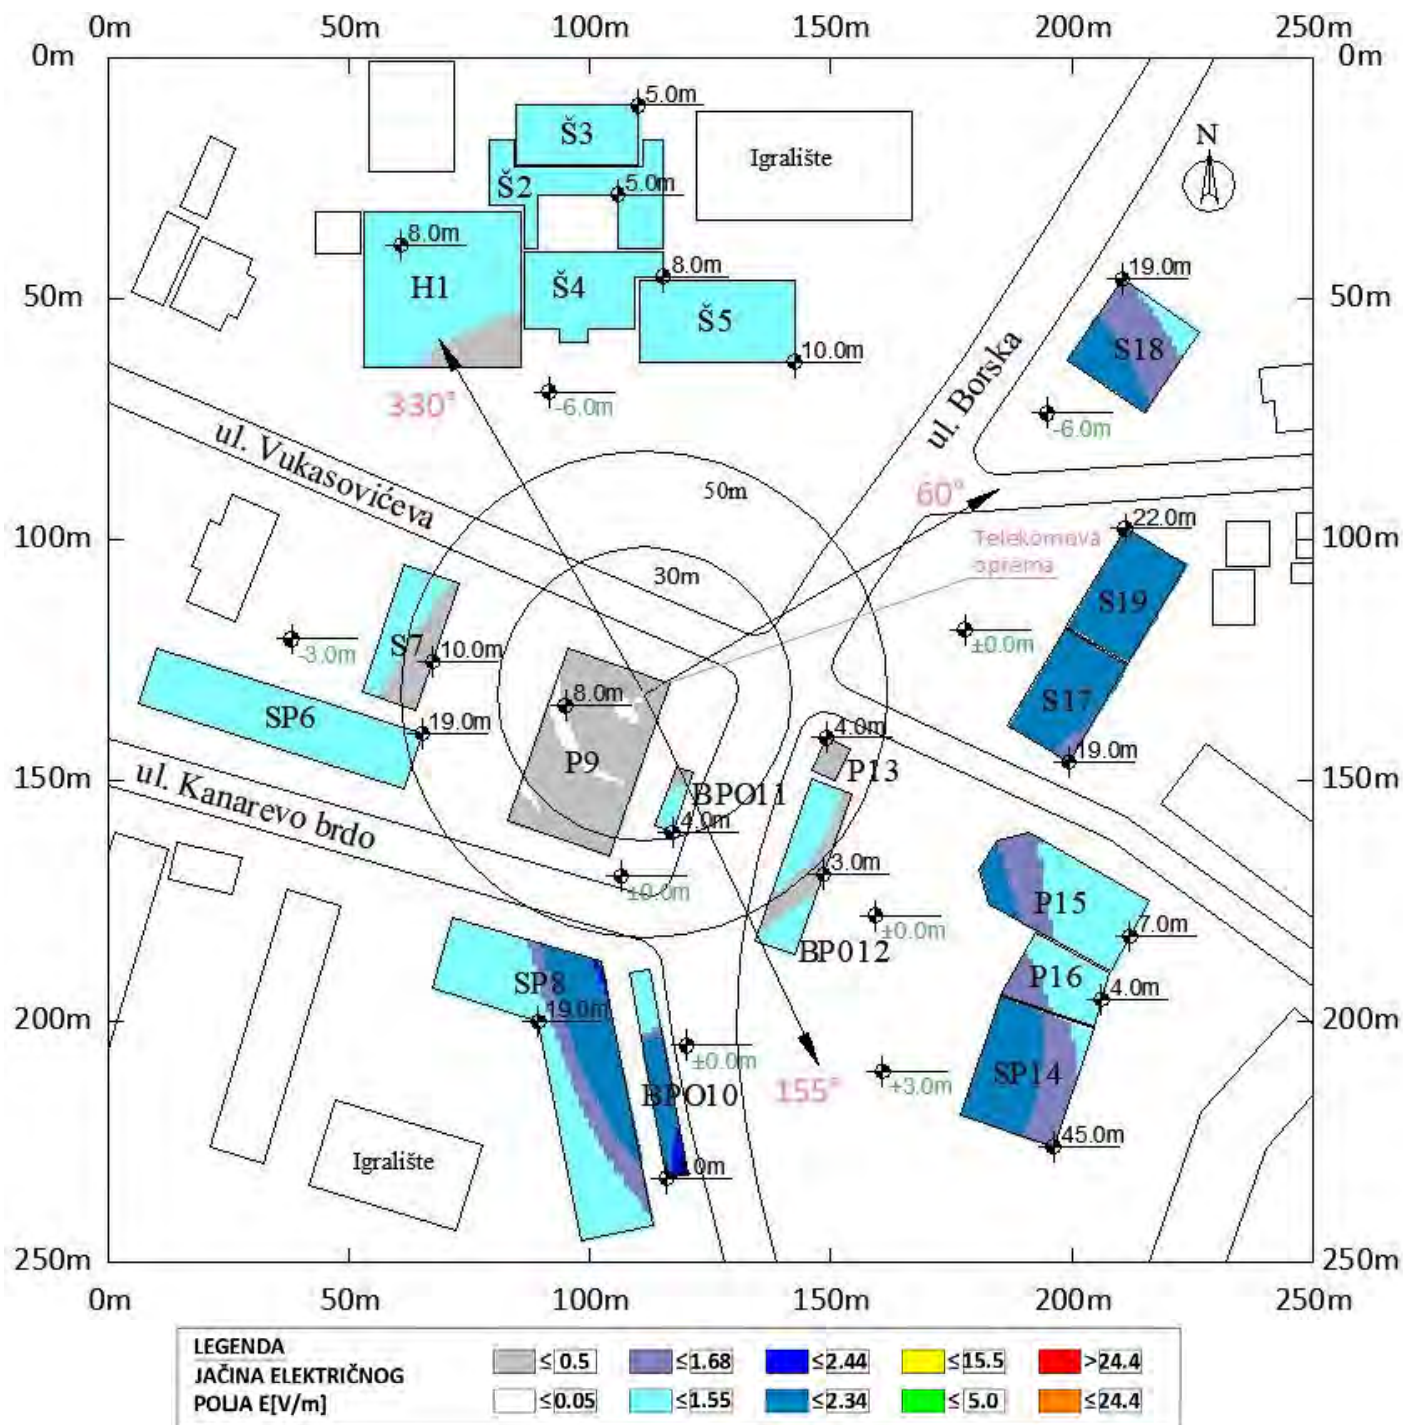 0m 50m 100m 150m 200m 250m
0m 0m
5.0m
Š3
Igralište
N
Š2 5.0m
8.0m
H1 Š4 8.0m
Š5
19.0m
50m 50m
10.0m
S18
330°
-6.0m
-6.0m
ul. Borska
ul. Vukasovićeva
50m
60°
22.0m
100m 100m
Telekomova
oprema
30m
S19
S7 10.0m
-3.0m
±0.0m
SP6 19.0m
8.0m
P9
S17
4.0m
P13
19.0m
150m 150m
BPO11
4.0m
ul. Kanarevo brdo
3.0m
±0.0m
±0.0m
BPO12
P15
7.0m
P16
4.0m
SP8
19.0m
200m 200m
±0.0m
BPO10
155°
+3.0m
SP14
45.0m
Igralište
250m 250m
0m 50m 100m 150m 200m 250m
LEGENDA
JAČINA ELEKTRIČNOG
POLJA E[V/m]
≤ 0.5 ≤1.68 ≤2.44 ≤15.5 >24.4
≤0.05 ≤1.55 ≤2.34 ≤ 5.0 ≤24.4